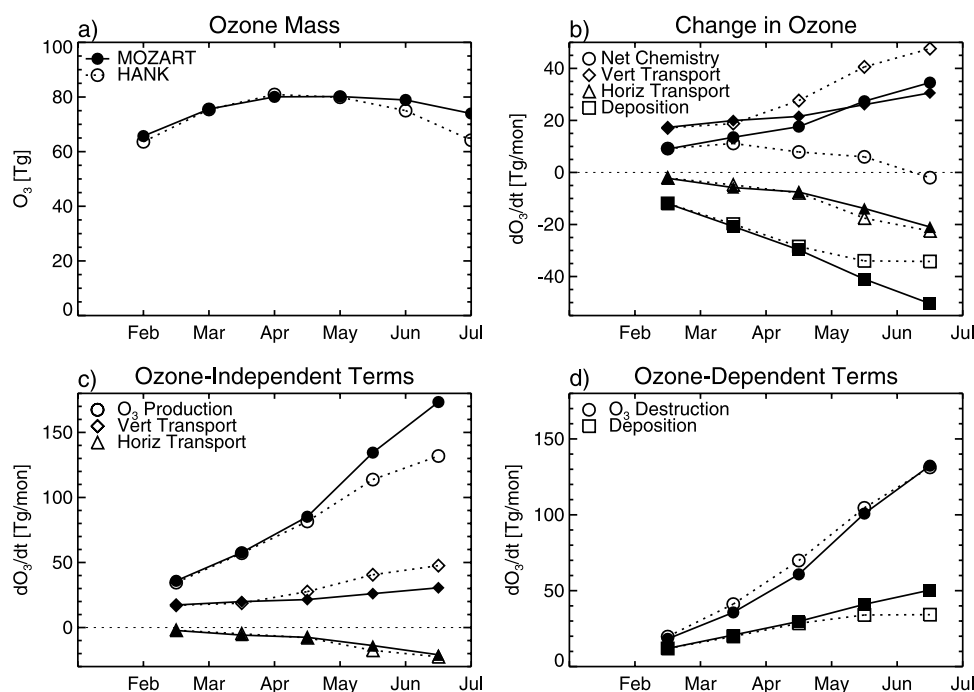 a) Ozone Mass
MOZART
HANK
O3 [Tg]
100
80
60
40
20
0
Feb Mar Apr May Jun Jul
b) Change in Ozone
Net Chemistry
Vert Transport
Horiz Transport
Deposition
dO3/dt [Tg/mon]
40
20
0
-20
-40
Feb Mar Apr May Jun Jul
c) Ozone-Independent Terms
O3 Production
Vert Transport
Horiz Transport
dO3/dt [Tg/mon]
150
100
50
0
Feb Mar Apr May Jun Jul
d) Ozone-Dependent Terms
O3 Destruction
Deposition
dO3/dt [Tg/mon]
150
100
50
0
Feb Mar Apr May Jun Jul